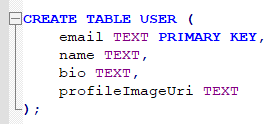 CREATE TABLE USER (
email TEXT PRIMARY KEY,
name TEXT,
bio TEXT,
profileImageUri TEXT
);